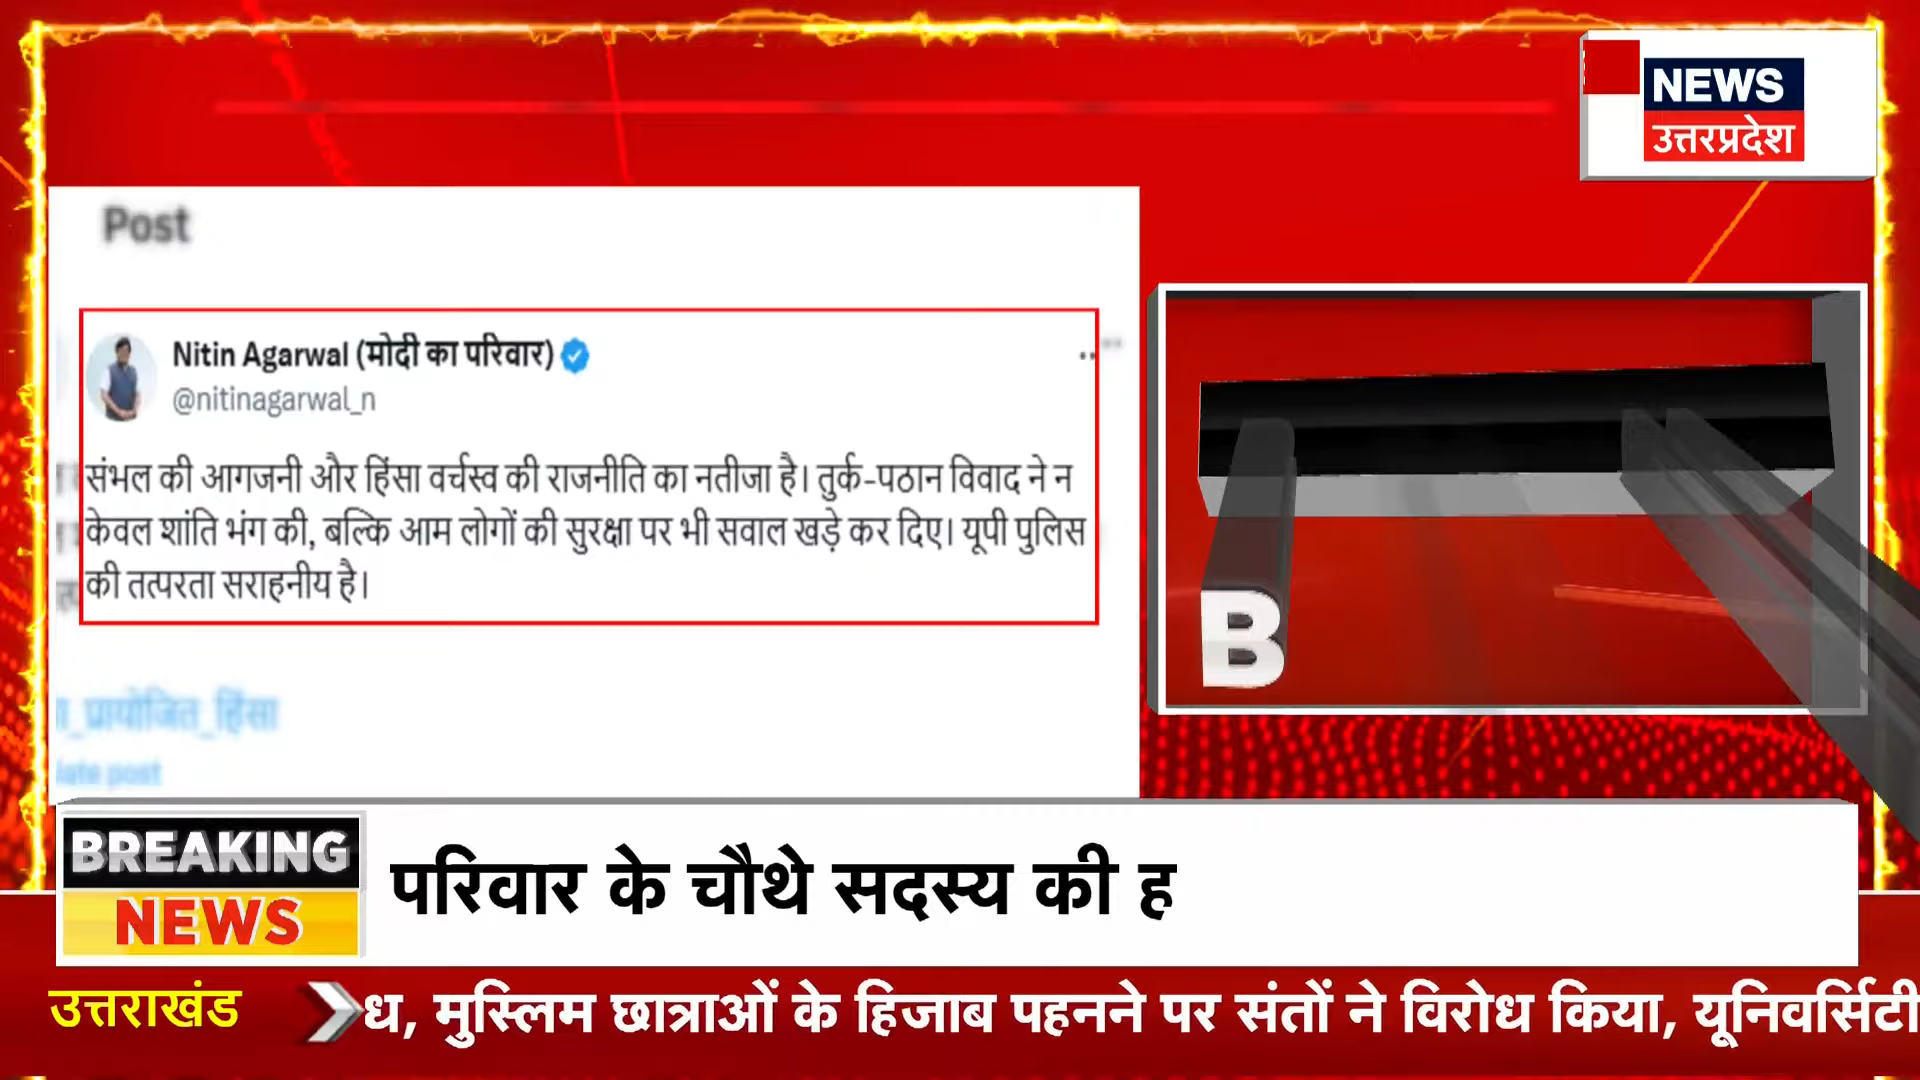 NEWS
उत्तरप्रदेश
Post
Nitin Agarwal (मोदी का परिवार)
@nitinagarwal_n
संभल की आगजनी और हिंसा वर्चस्व की राजनीति का नतीजा है। तुर्क-पठान विवाद ने न
केवल शांति भंग की, बल्कि आम लोगों की सुरक्षा पर भी सवाल खड़े कर दिए। यूपी पुलिस
की तत्परता सराहनीय है।
_प्रायोजित_हिंसा
post
B
BREAKING
NEWS
परिवार के चौथे सदस्य की ह
उत्तराखंड
ध, मुस्लिम छात्राओं के हिजाब पहनने पर संतों ने विरोध किया, यूनिवर्सिटी